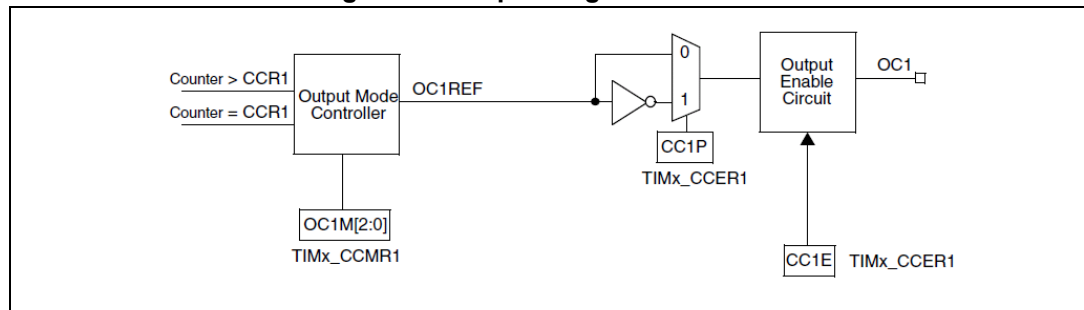 Counter > CCR1
Counter = CCR1
Output Mode
Controller
OC1REF
0
1
Output
Enable
Circuit
OC1
CC1P
TIMx_CCER1
OC1M[2:0]
TIMx_CCMR1
CC1E
TIMx_CCER1